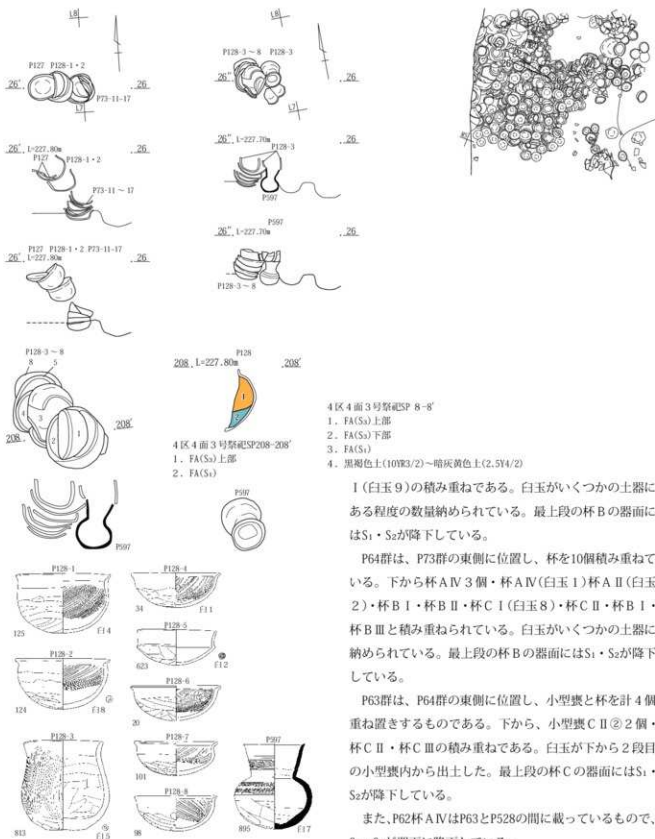 L8
P127 P128-1・2
26′
26
P73-11-17
L7
26′ L=227.80m
26
P127
P128-1・2
P73-11～17
P127 P128-1・2 P73-11-17
26′ L=227.80m
26
L8
P128-3～8 P128-3
26″
26
L7
26″ L=227.70m
26
P128-3
P597
P597
26″ L=227.70m
26
P128-3～8
26
P128-3～8
8
5
4
3
2
1
208
208′
P597
P128
208 L=227.80m
208′
1
4区4面3号祭祀SP208-208′
1．FA(S₃)上部
2．FA(S₁)
P597
4区4面3号祭祀SP 8-8′
1．FA(S₃)上部
2．FA(S₃)下部
3．FA(S₁)
4．黒褐色土(10YR3/2)～暗灰黄色土(2.5Y4/2)
P128-1
125
P128-2
124
P128-3
813
P128-4
34
P128-5
623
P128-6
20
P128-7
101
P128-8
98
P597
895
Ⅰ(臼玉９)の積み重ねである。臼玉がいくつかの土器に
ある程度の数量納められている。最上段の杯Ｂの器面に
はS₁・S₂が降下している。
P64群は、P73群の東側に位置し、杯を10個積み重ねて
いる。下から杯ＡⅣ３個・杯ＡⅣ(臼玉１)杯ＡⅡ(臼玉
２)・杯ＢⅠ・杯ＢⅡ・杯ＣⅠ(臼玉８)・杯ＣⅡ・杯ＢⅠ・
杯ＢⅢと積み重ねられている。臼玉がいくつかの土器に
納められている。最上段の杯Ｂの器面にはS₁・S₂が降下
している。
P63群は、P64群の東側に位置し、小型甕と杯を計４個
重ね置きするものである。下から、小型甕ＣⅡ②２個・
杯ＣⅡ・杯ＣⅢの積み重ねである。臼玉が下から２段目
の小型甕内から出土した。最上段の杯Ｃの器面にはS₁・
S₂が降下している。
また、P62杯ＡⅣはP63とP528の間に載っているもので、